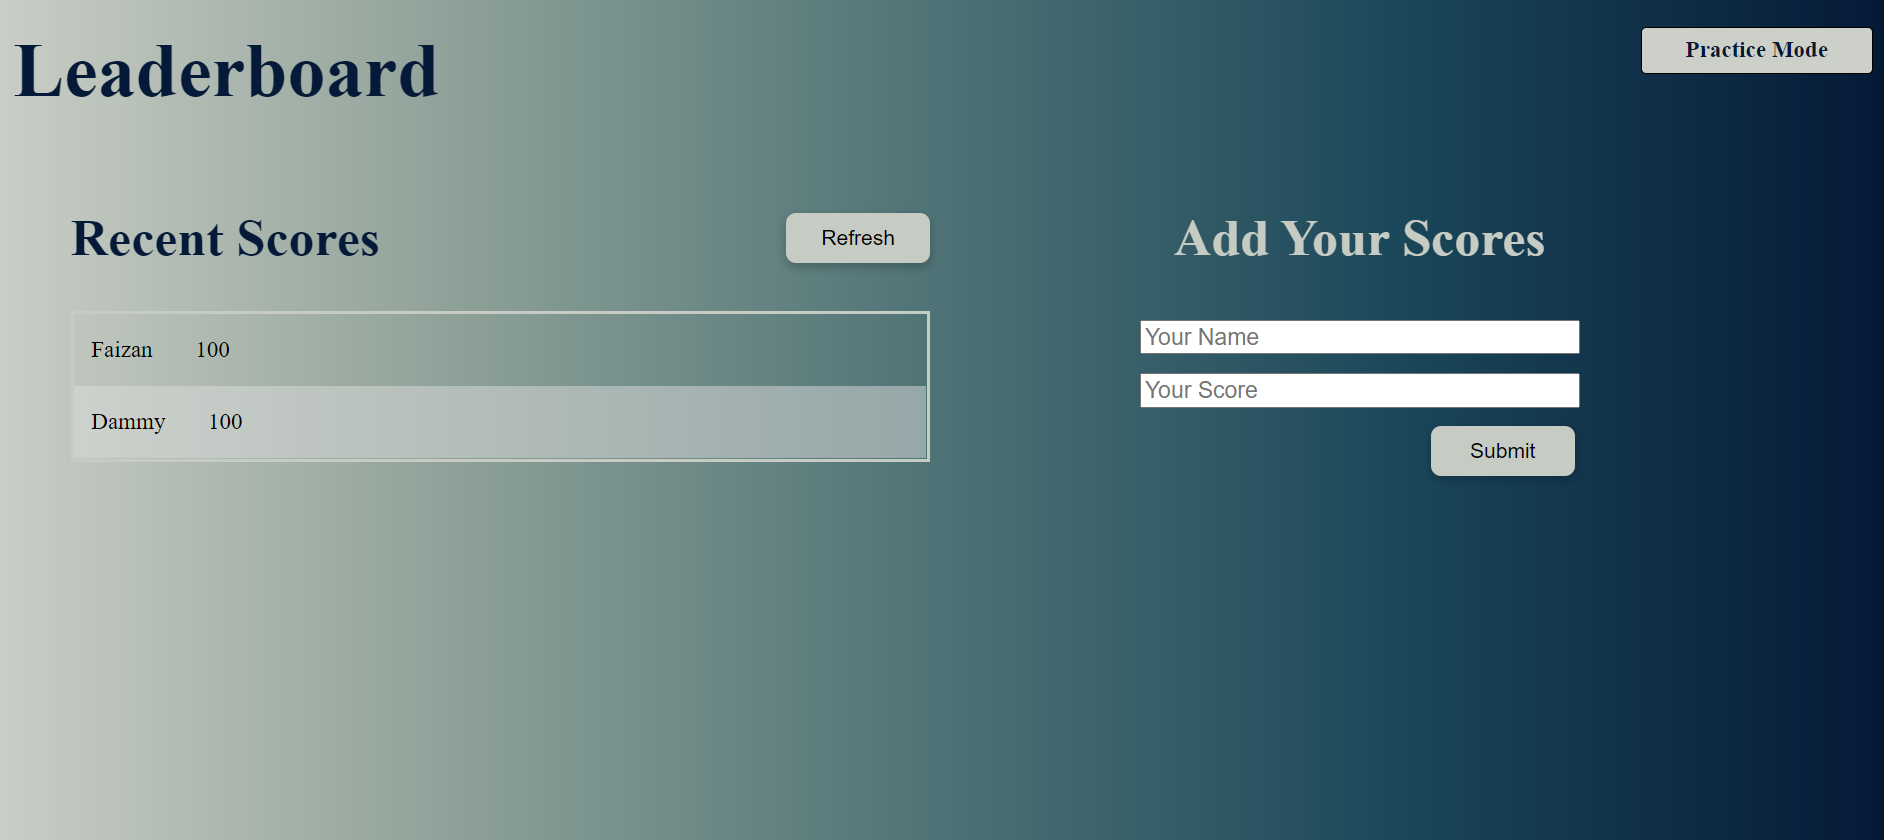 Leaderboard
Practice Mode
Recent Scores
Refresh
Faizan 100
Dammy 100
Add Your Scores
Your Name
Your Score
Submit